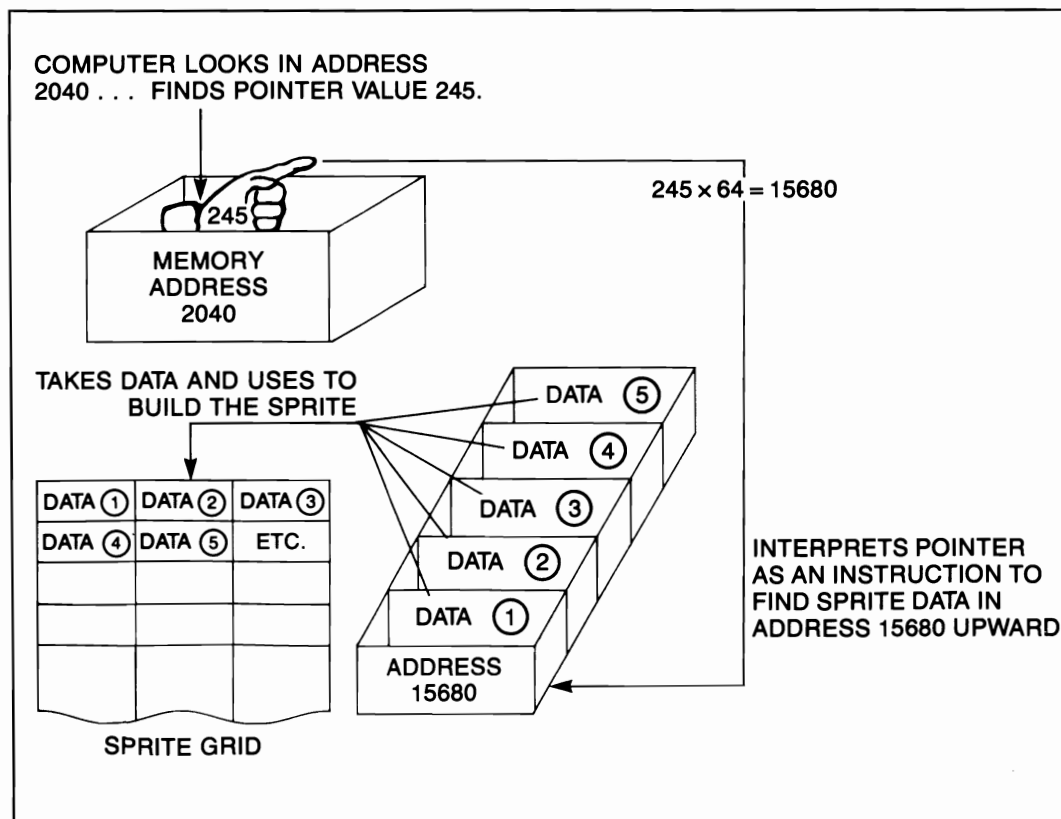 COMPUTER LOOKS IN ADDRESS
2040 . . . FINDS POINTER VALUE 245.
245 × 64 = 15680
245
MEMORY
ADDRESS
2040
TAKES DATA AND USES TO
BUILD THE SPRITE
DATA 5
DATA 4
DATA 3
DATA 2
DATA 1
ADDRESS
15680
DATA 1 DATA 2 DATA 3
DATA 4 DATA 5 ETC.
SPRITE GRID
INTERPRETS POINTER
AS AN INSTRUCTION TO
FIND SPRITE DATA IN
ADDRESS 15680 UPWARD